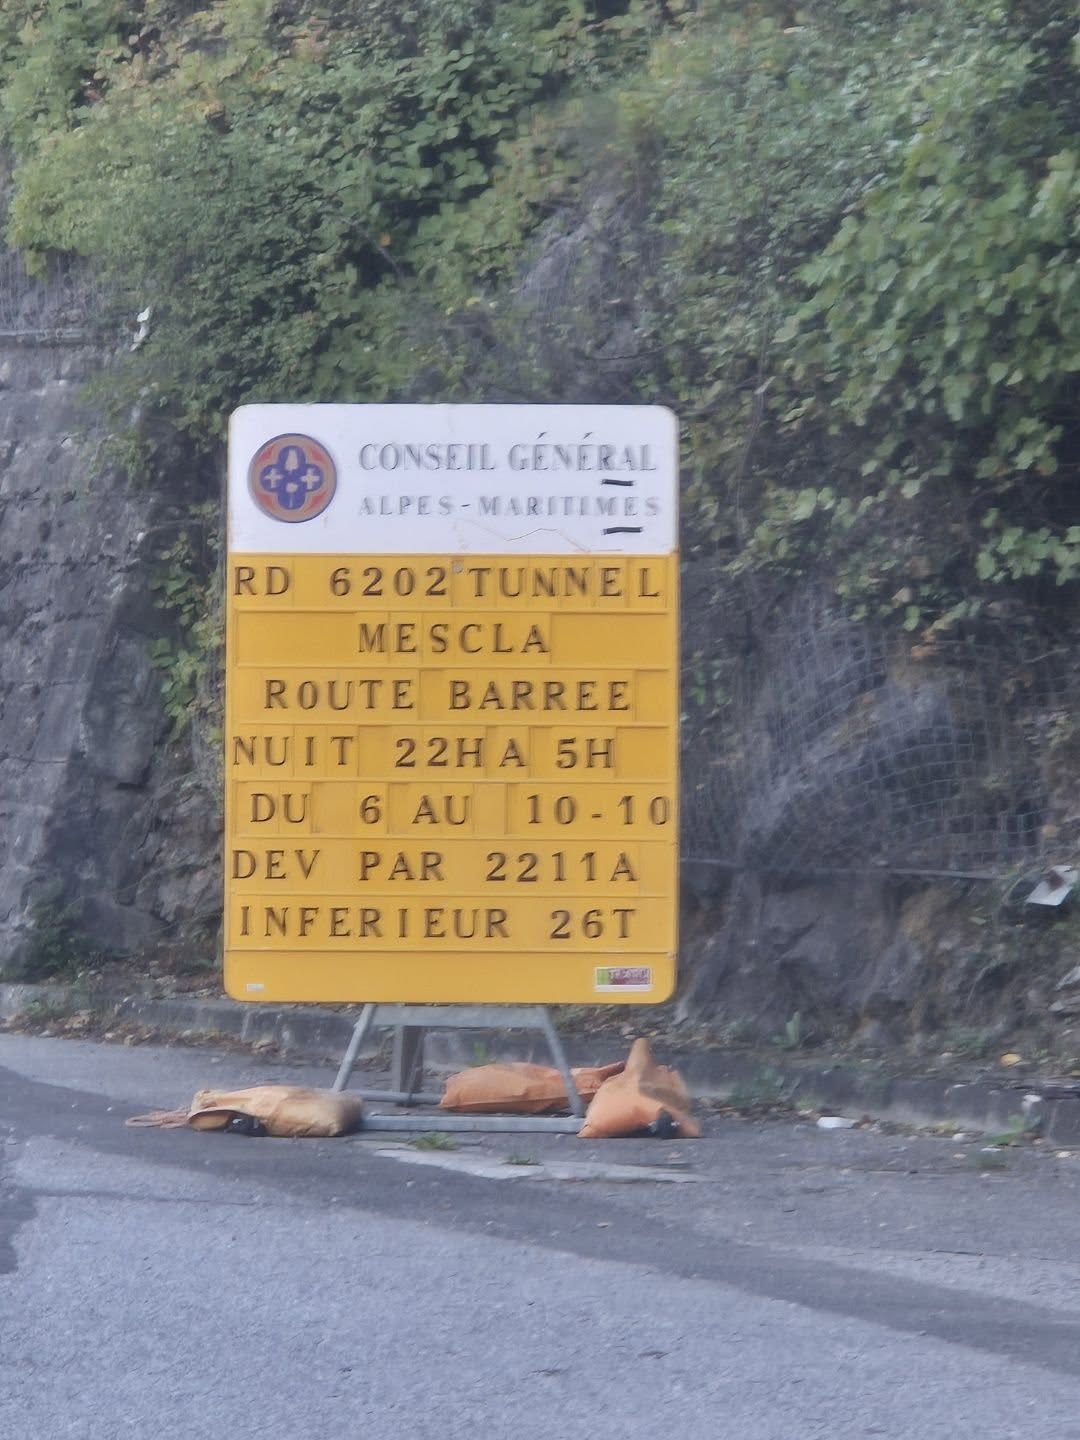 CONSEIL GÉNÉRAL
ALPES-MARITIMES
RD 6202 TUNNEL
MESCLA
ROUTE BARREE
NUIT 22H A 5H
DU 6 AU 10-10
DEV PAR 2211A
INFERIEUR 26T